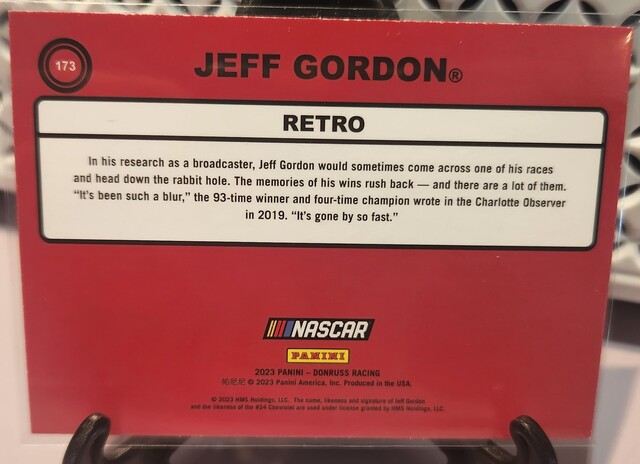 173
JEFF GORDON®
RETRO
In his research as a broadcaster, Jeff Gordon would sometimes come across one of his races
and head down the rabbit hole. The memories of his wins rush back — and there are a lot of them.
“It’s been such a blur,” the 93-time winner and four-time champion wrote in the Charlotte Observer
in 2019. “It’s gone by so fast.”
NASCAR
PANINI
2023 PANINI – DONRUSS RACING
帕尼尼 © 2023 Panini America, Inc. Produced in the USA.
© 2023 HMS Holdings, LLC. The name, likeness and signature of Jeff Gordon
and the likeness of the #24 Chevrolet are used under license granted by HMS Holdings, LLC.